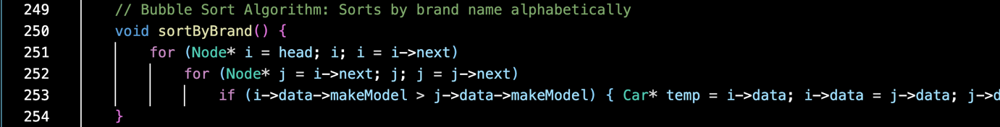 249 // Bubble Sort Algorithm: Sorts by brand name alphabetically
250 void sortByBrand() {
251 for (Node* i = head; i; i = i->next)
252 for (Node* j = i->next; j; j = j->next)
253 if (i->data->makeModel > j->data->makeModel) { Car* temp = i->data; i->data = j->data; j->d
254 }